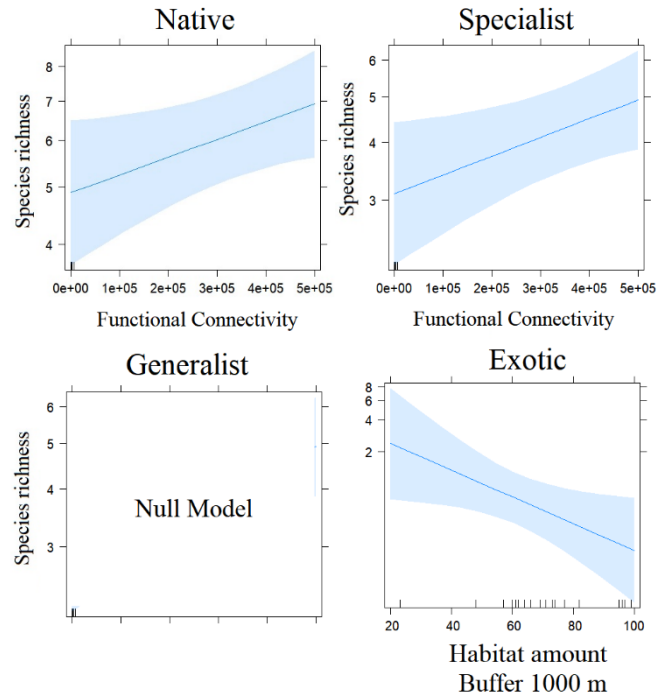 Native
Species richness
8
7
6
5
4
0e+00 1e+05 2e+05 3e+05 4e+05 5e+05
Functional Connectivity
Specialist
Species richness
6
5
4
3
0e+00 1e+05 2e+05 3e+05 4e+05 5e+05
Functional Connectivity
Generalist
Species richness
6
5
4
3
Null Model
Exotic
8
6
4
2
20 40 60 80 100
Habitat amount
Buffer 1000 m